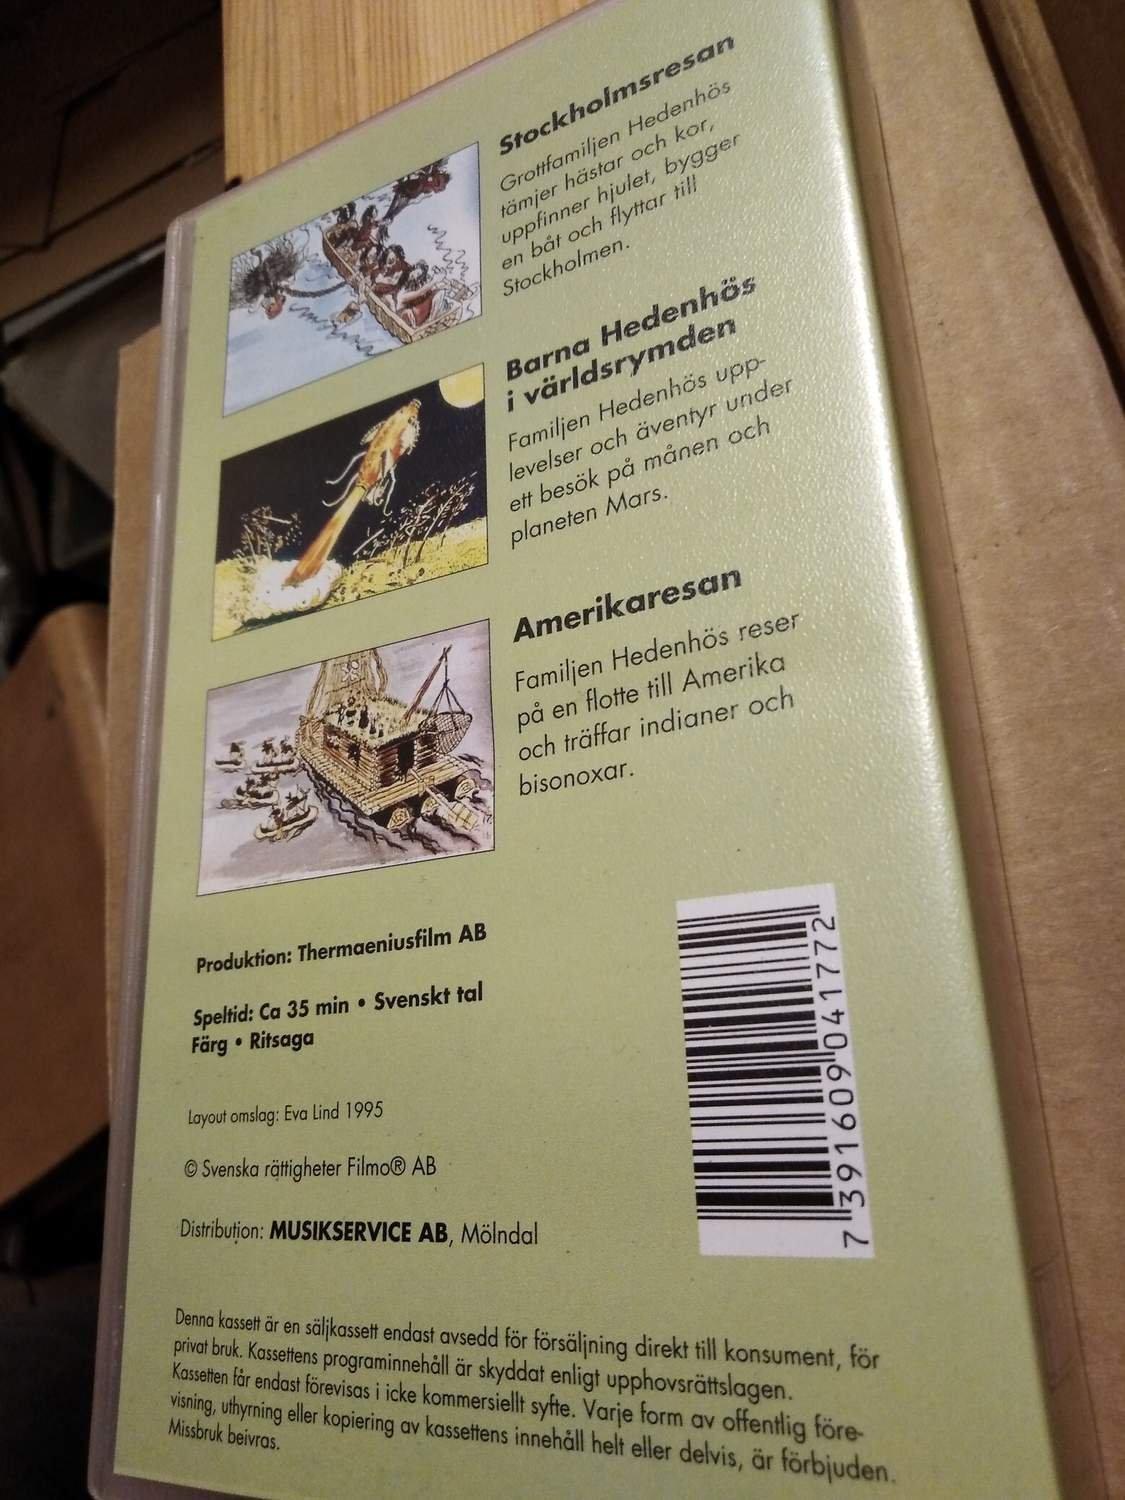 Stockholmsresan
Grottfamiljen Hedenhös
tämjer hästar och kor,
uppfinner hjulet, bygger
en båt och flyttar till
Stockholmen.
Barna Hedenhös
i världsrymden
Familjen Hedenhös upp-
levelser och äventyr under
ett besök på månen och
planeten Mars.
Amerikaresan
Familjen Hedenhös reser
på en flotte till Amerika
och träffar indianer och
bisonoxar.
Produktion: Thermaeniusfilm AB
Speltid: Ca 35 min • Svenskt tal
Färg • Ritsaga
Layout omslag: Eva Lind 1995
© Svenska rättigheter Filmo® AB
Distribution: MUSIKSERVICE AB, Mölndal
7 391609 041772
Denna kassett är en säljkassett endast avsedd för försäljning direkt till konsument, för
privat bruk. Kassettens programinnehåll är skyddat enligt upphovsrättslagen.
Kassetten får endast förevisas i icke kommersiellt syfte. Varje form av offentlig före-
visning, uthyrning eller kopiering av kassettens innehåll helt eller delvis, är förbjuden.
Missbruk beivras.